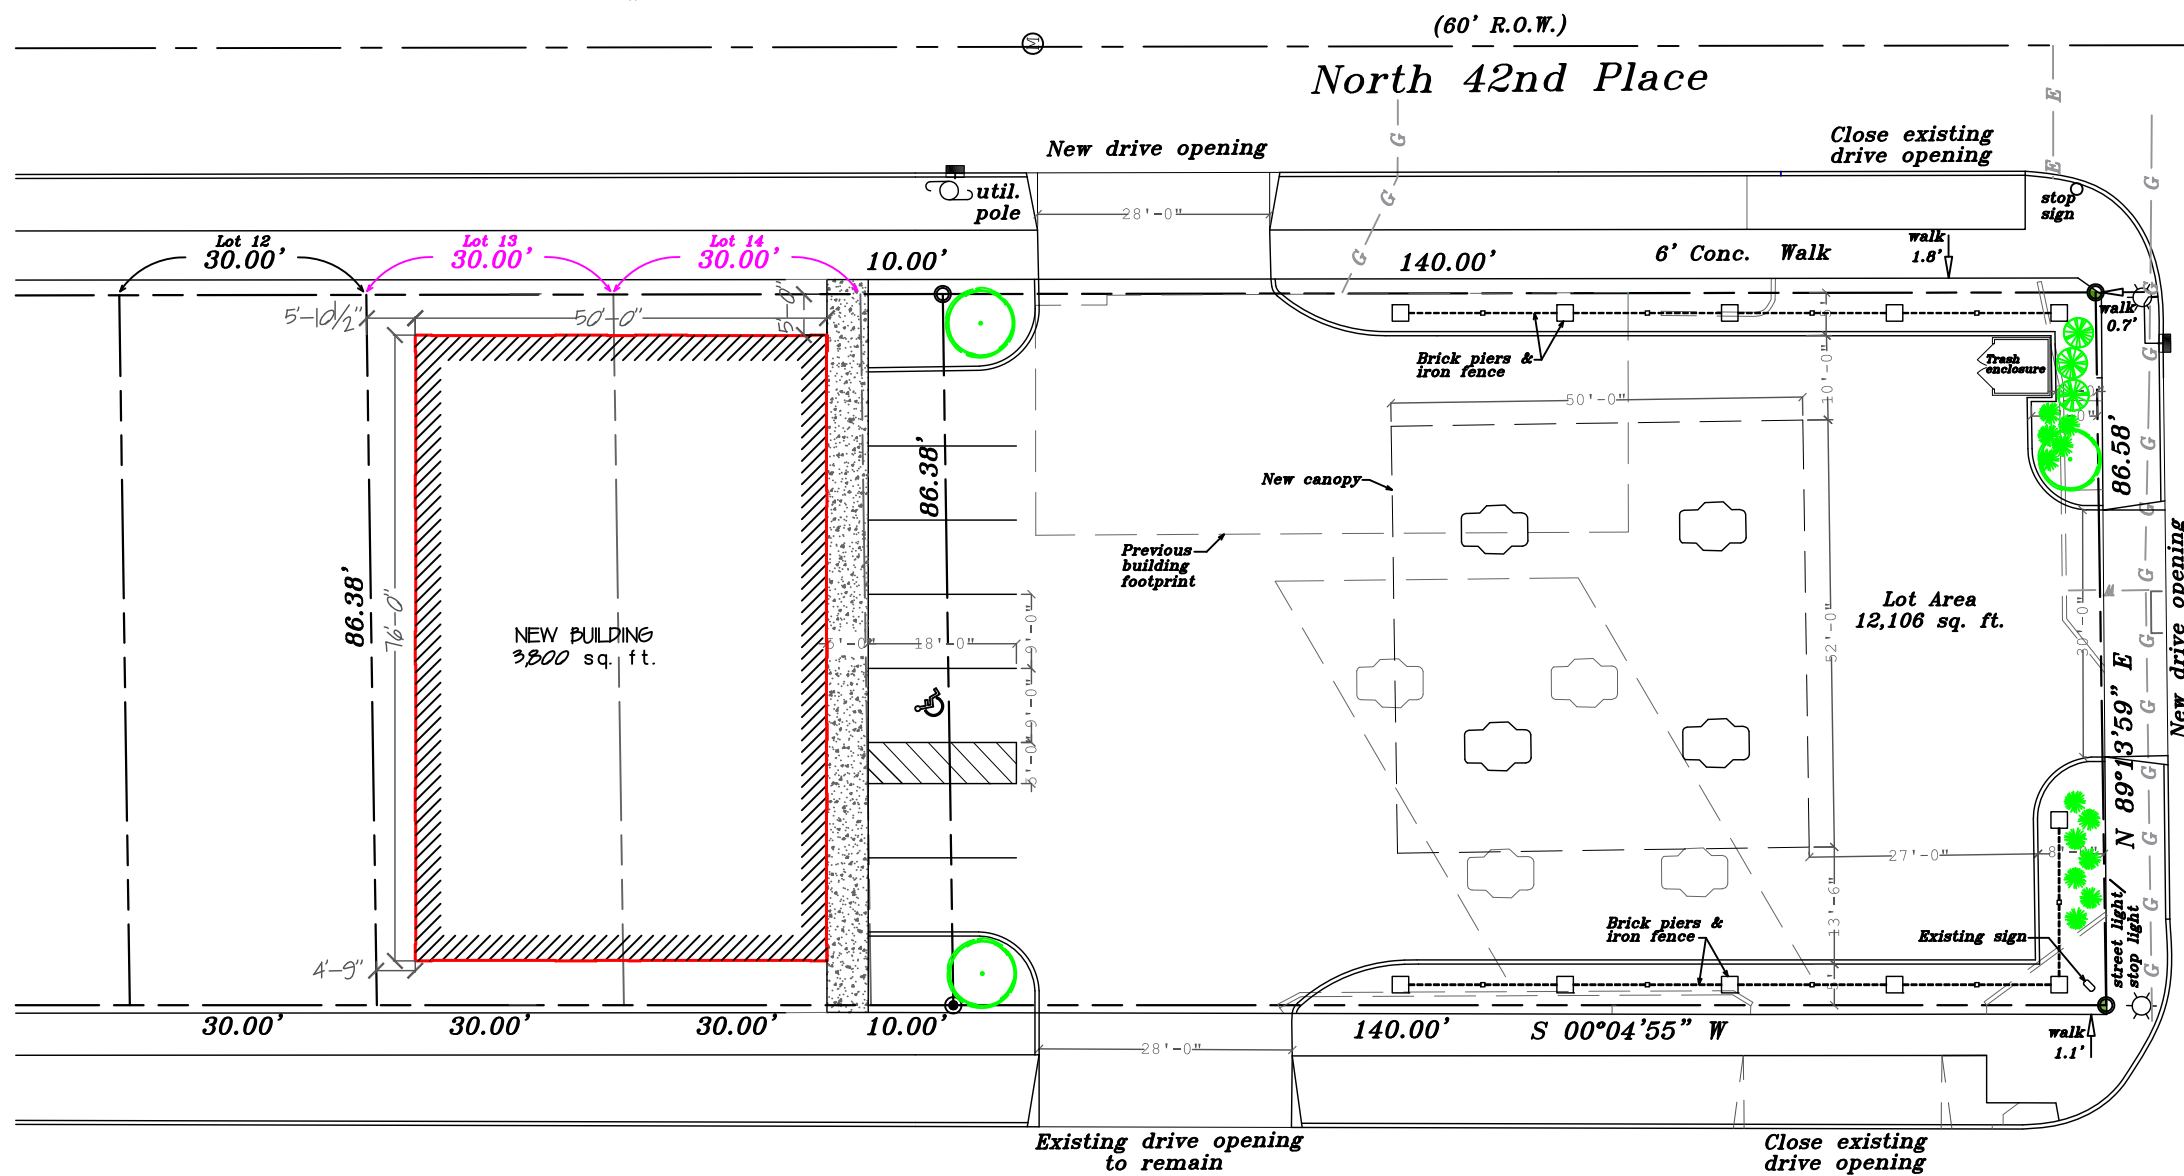 (60' R.O.W.)
M
North 42nd Place
New drive opening
Close existing
drive opening
E
E
G
G
G
G
util.
pole
28'-0"
stop
sign
Lot 12
30.00'
Lot 13
30.00'
Lot 14
30.00'
10.00'
140.00'
6' Conc. Walk
walk
1.8'
5'-10 1/2"
50'-0"
5'-0"
walk
0.7'
Brick piers &
iron fence
Trash
enclosure
10'-0"
50'-0"
86.38'
86.38'
86.58'
New canopy
Previous
building
footprint
Lot Area
12,106 sq. ft.
New drive opening
NEW BUILDING
3,800 sq. ft.
76'-0"
5'-0"
18'-0"
9'-0"
9'-0"
5'-0"
52'-0"
30'-0"
N 89°13'59" E
27'-0"
13'-6"
Brick piers &
iron fence
Existing sign
street light/
stop light
4'-9"
30.00'
30.00'
30.00'
10.00'
140.00'
S 00°04'55" W
28'-0"
walk
1.1'
Existing drive opening
to remain
Close existing
drive opening